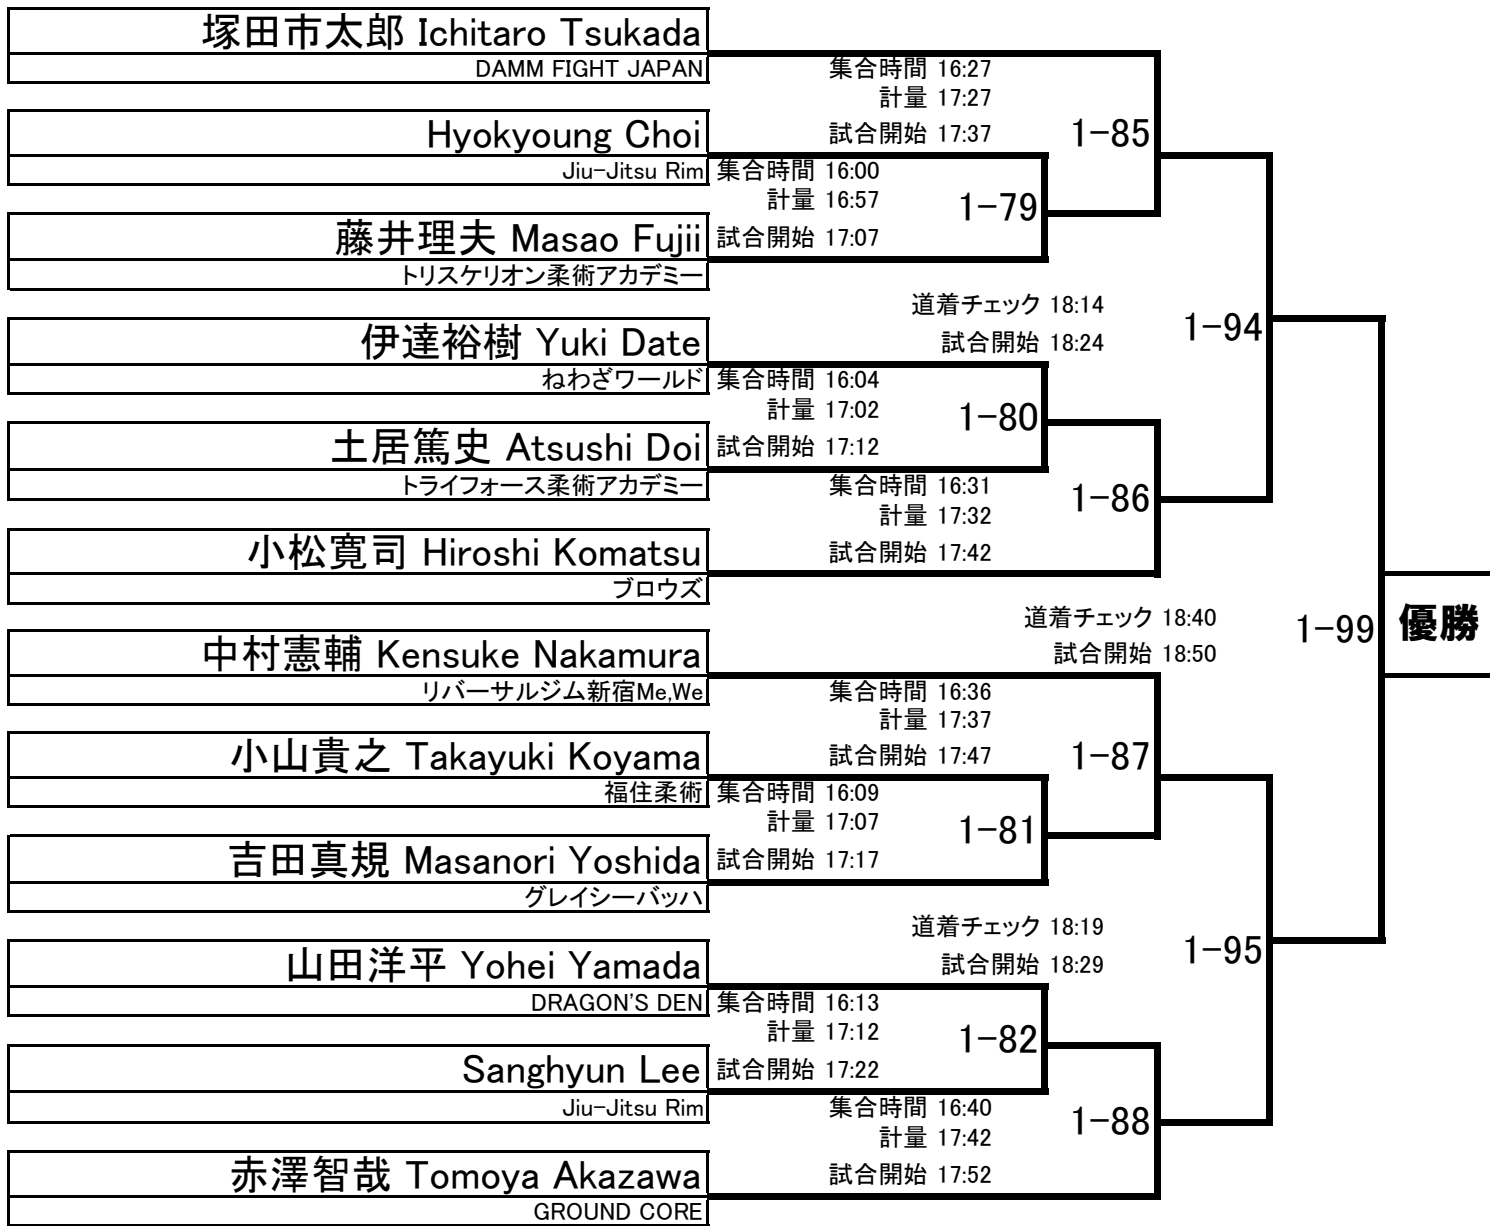 塚田市太郎 Ichitaro Tsukada
DAMM FIGHT JAPAN
集合時間 16:27
計量 17:27
試合開始 17:37
1-85
Hyokyoung Choi
Jiu-Jitsu Rim
集合時間 16:00
計量 16:57
試合開始 17:07
1-79
藤井理夫 Masao Fujii
トリスケリオン柔術アカデミー
道着チェック 18:14
試合開始 18:24
1-94
伊達裕樹 Yuki Date
ねわざワールド
集合時間 16:04
計量 17:02
試合開始 17:12
1-80
土居篤史 Atsushi Doi
トライフォース柔術アカデミー
集合時間 16:31
計量 17:32
試合開始 17:42
1-86
小松寛司 Hiroshi Komatsu
ブロウズ
道着チェック 18:40
試合開始 18:50
1-99
優勝
中村憲輔 Kensuke Nakamura
リバーサルジム新宿Me,We
集合時間 16:36
計量 17:37
試合開始 17:47
1-87
小山貴之 Takayuki Koyama
福住柔術
集合時間 16:09
計量 17:07
試合開始 17:17
1-81
吉田真規 Masanori Yoshida
グレイシーバッハ
道着チェック 18:19
試合開始 18:29
1-95
山田洋平 Yohei Yamada
DRAGON'S DEN
集合時間 16:13
計量 17:12
試合開始 17:22
1-82
Sanghyun Lee
Jiu-Jitsu Rim
集合時間 16:40
計量 17:42
試合開始 17:52
1-88
赤澤智哉 Tomoya Akazawa
GROUND CORE